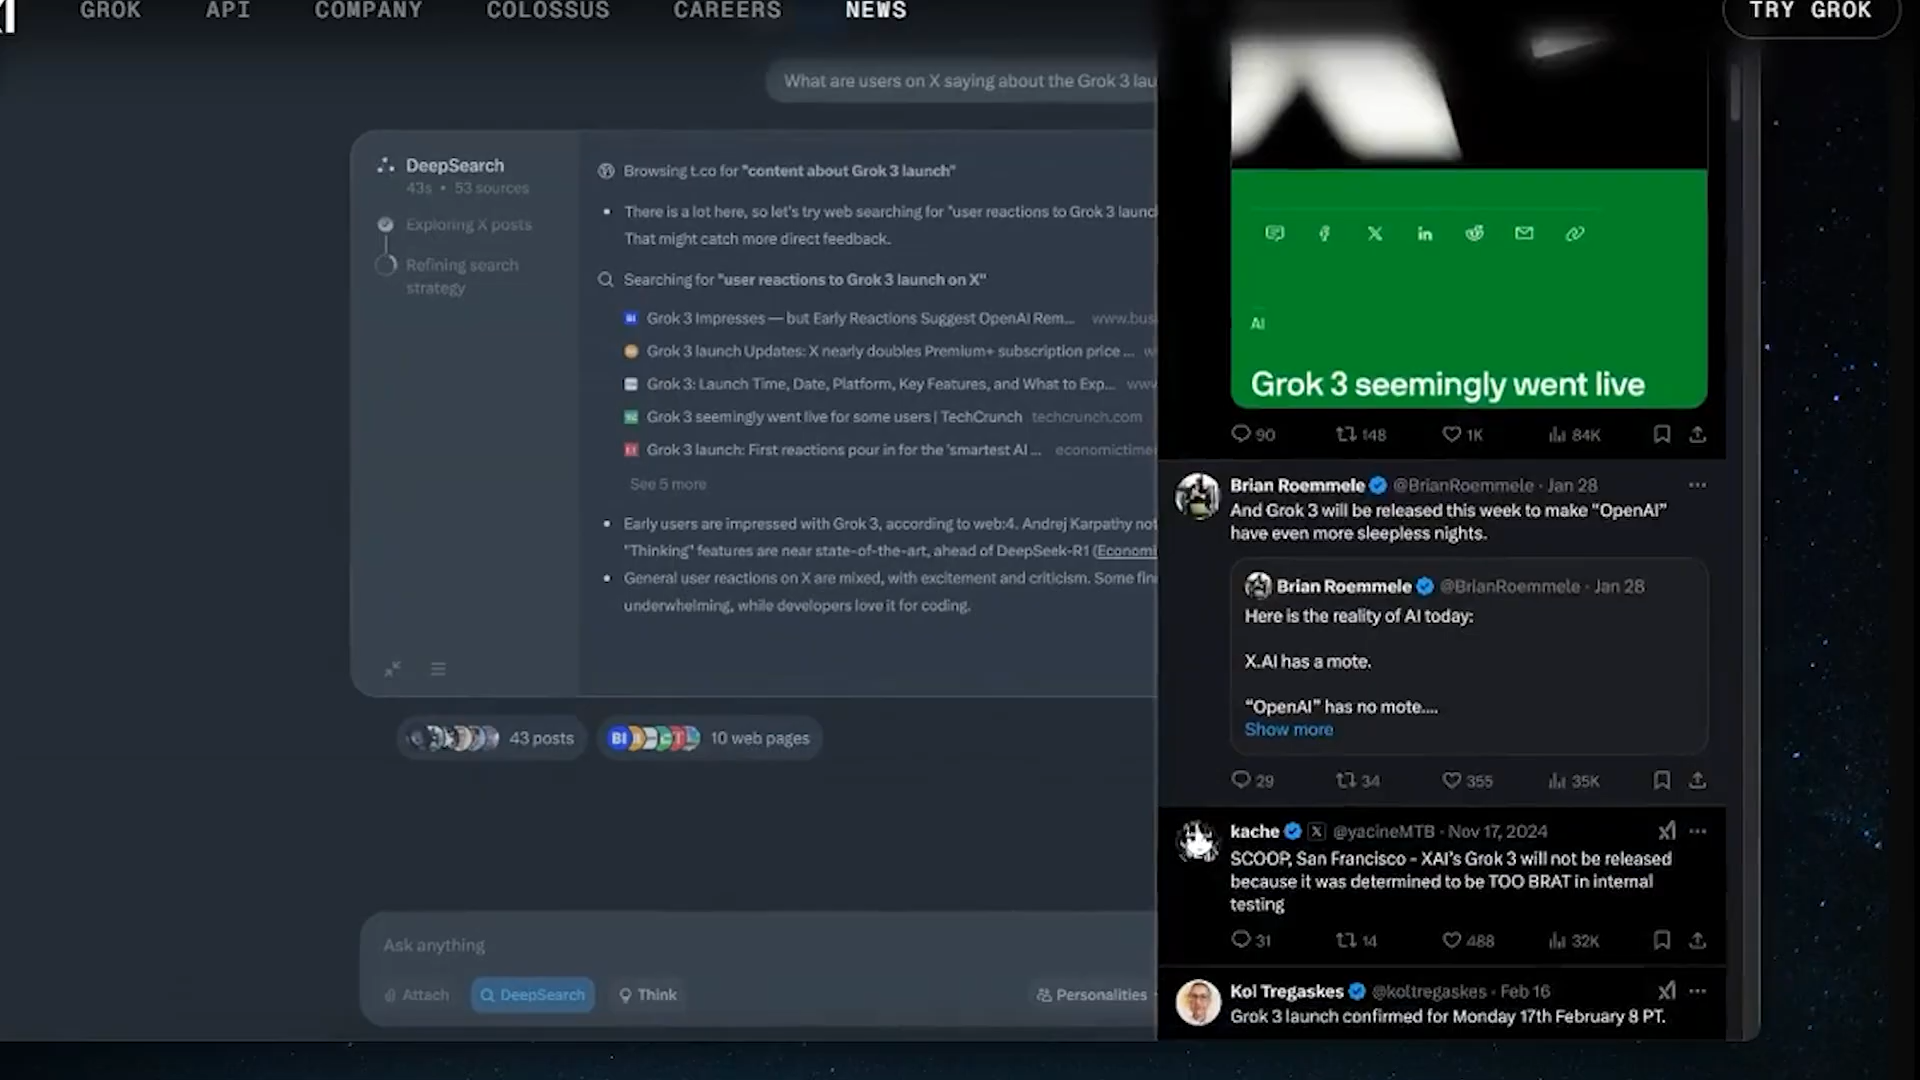 GROK API COMPANY COLOSSUS CAREERS NEWS TRY GROK
What are users on X saying about the Grok 3 lau
DeepSearch
43s • 53 sources
Exploring X posts
Refining search
strategy
Browsing t.co for "content about Grok 3 launch"
There is a lot here, so let's try web searching for "user reactions to Grok 3 launc
That might catch more direct feedback.
Searching for "user reactions to Grok 3 launch on X"
Grok 3 Impresses — but Early Reactions Suggest OpenAI Rem... www.bus
Grok 3 launch Updates: X nearly doubles Premium+ subscription price ... w
Grok 3: Launch Time, Date, Platform, Key Features, and What to Exp... www
Grok 3 seemingly went live for some users | TechCrunch techcrunch.com
Grok 3 launch: First reactions pour in for the 'smartest AI ... economictime
See 5 more
Early users are impressed with Grok 3, according to web:4. Andrej Karpathy not
"Thinking" features are near state-of-the-art, ahead of DeepSeek-R1 (Economi
General user reactions on X are mixed, with excitement and criticism. Some fin
underwhelming, while developers love it for coding.
BI 43 posts 10 web pages
Ask anything
Attach DeepSearch Think Personalities
AI
Grok 3 seemingly went live
90 148 1K 84K
Brian Roemmele @BrianRoemmele · Jan 28
And Grok 3 will be released this week to make “OpenAI”
have even more sleepless nights.
Brian Roemmele @BrianRoemmele · Jan 28
Here is the reality of AI today:
X.AI has a mote.
“OpenAI” has no mote....
Show more
29 34 355 35K
kache @yacineMTB · Nov 17, 2024
SCOOP, San Francisco - XAI's Grok 3 will not be released
because it was determined to be TOO BRAT in internal
testing
31 14 488 32K
Kol Tregaskes @koltregaskes · Feb 16
Grok 3 launch confirmed for Monday 17th February 8 PT.